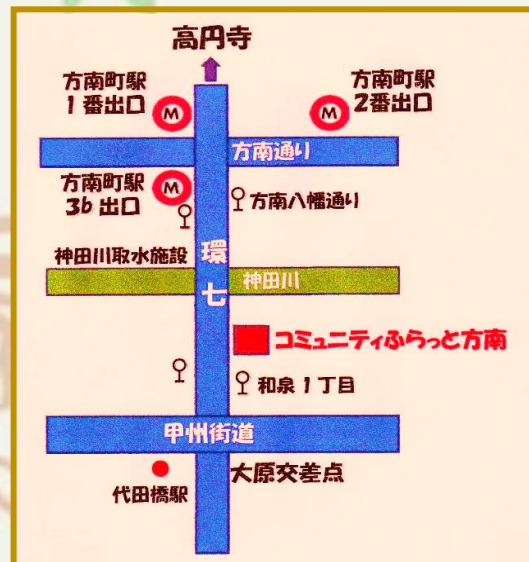 高円寺
方南町駅
1番出口
M
方南町駅
2番出口
M
方南通り
方南町駅
3b 出口
M
方南八幡通り
神田川取水施設
環七
神田川
コミュニティふらっと方南
和泉1丁目
甲州街道
代田橋駅
大原交差点